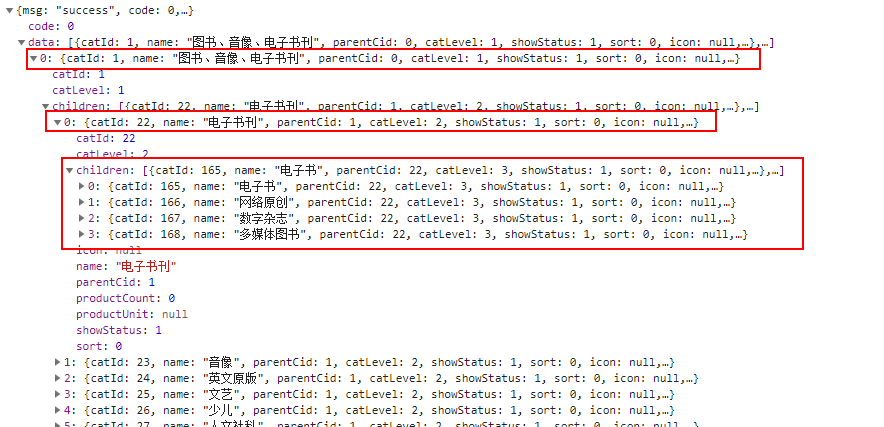 {msg: "success", code: 0,…}
code: 0
data: [{catId: 1, name: "图书、音像、电子书刊", parentCid: 0, catLevel: 1, showStatus: 1, sort: 0, icon: null,…},…]
0: {catId: 1, name: "图书、音像、电子书刊", parentCid: 0, catLevel: 1, showStatus: 1, sort: 0, icon: null,…}
catId: 1
catLevel: 1
children: [{catId: 22, name: "电子书刊", parentCid: 1, catLevel: 2, showStatus: 1, sort: 0, icon: null,…},…]
0: {catId: 22, name: "电子书刊", parentCid: 1, catLevel: 2, showStatus: 1, sort: 0, icon: null,…}
catId: 22
catLevel: 2
children: [{catId: 165, name: "电子书", parentCid: 22, catLevel: 3, showStatus: 1, sort: 0, icon: null,…},…]
0: {catId: 165, name: "电子书", parentCid: 22, catLevel: 3, showStatus: 1, sort: 0, icon: null,…}
1: {catId: 166, name: "网络原创", parentCid: 22, catLevel: 3, showStatus: 1, sort: 0, icon: null,…}
2: {catId: 167, name: "数字杂志", parentCid: 22, catLevel: 3, showStatus: 1, sort: 0, icon: null,…}
3: {catId: 168, name: "多媒体图书", parentCid: 22, catLevel: 3, showStatus: 1, sort: 0, icon: null,…}
icon: null
name: "电子书刊"
parentCid: 1
productCount: 0
productUnit: null
showStatus: 1
sort: 0
1: {catId: 23, name: "音像", parentCid: 1, catLevel: 2, showStatus: 1, sort: 0, icon: null,…}
2: {catId: 24, name: "英文原版", parentCid: 1, catLevel: 2, showStatus: 1, sort: 0, icon: null,…}
3: {catId: 25, name: "文艺", parentCid: 1, catLevel: 2, showStatus: 1, sort: 0, icon: null,…}
4: {catId: 26, name: "少儿", parentCid: 1, catLevel: 2, showStatus: 1, sort: 0, icon: null,…}
5: {catId: 27, name: "人文社科", parentCid: 1, catLevel: 2, showStatus: 1, sort: 0, icon: null,…}